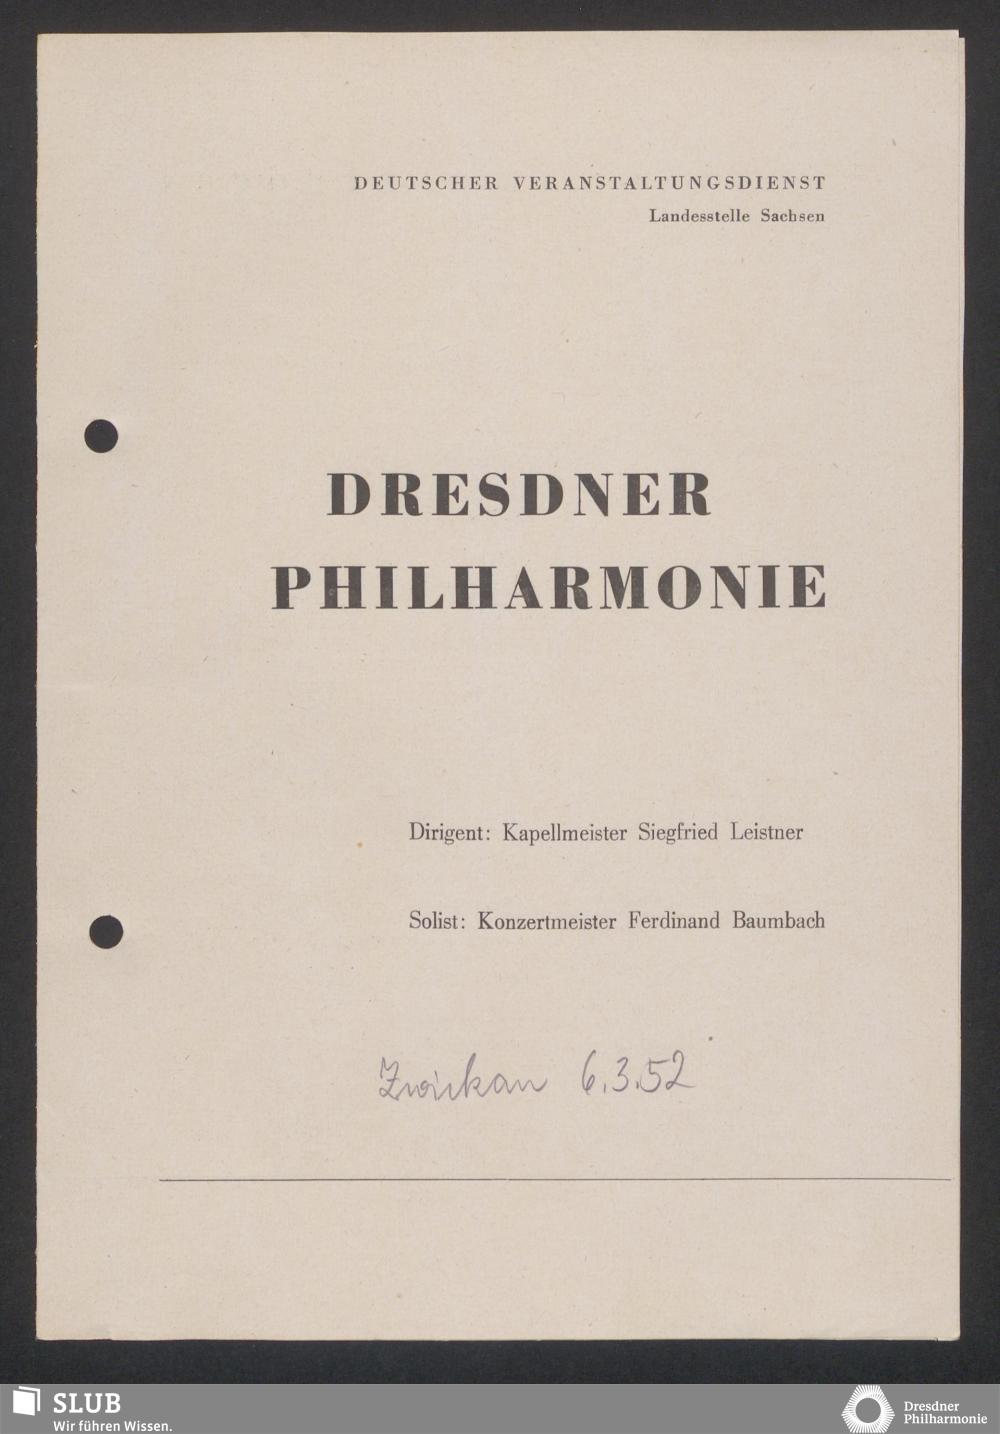 DEUTSCHER VERANSTALTUNGSDIENST
Landesstelle Sachsen
DRESDNER
PHILHARMONIE
Dirigent: Kapellmeister Siegfried Leistner
Solist: Konzertmeister Ferdinand Baumbach
Zwickau 6.3.52
SLUB
Wir führen Wissen.
Dresdner
Philharmonie